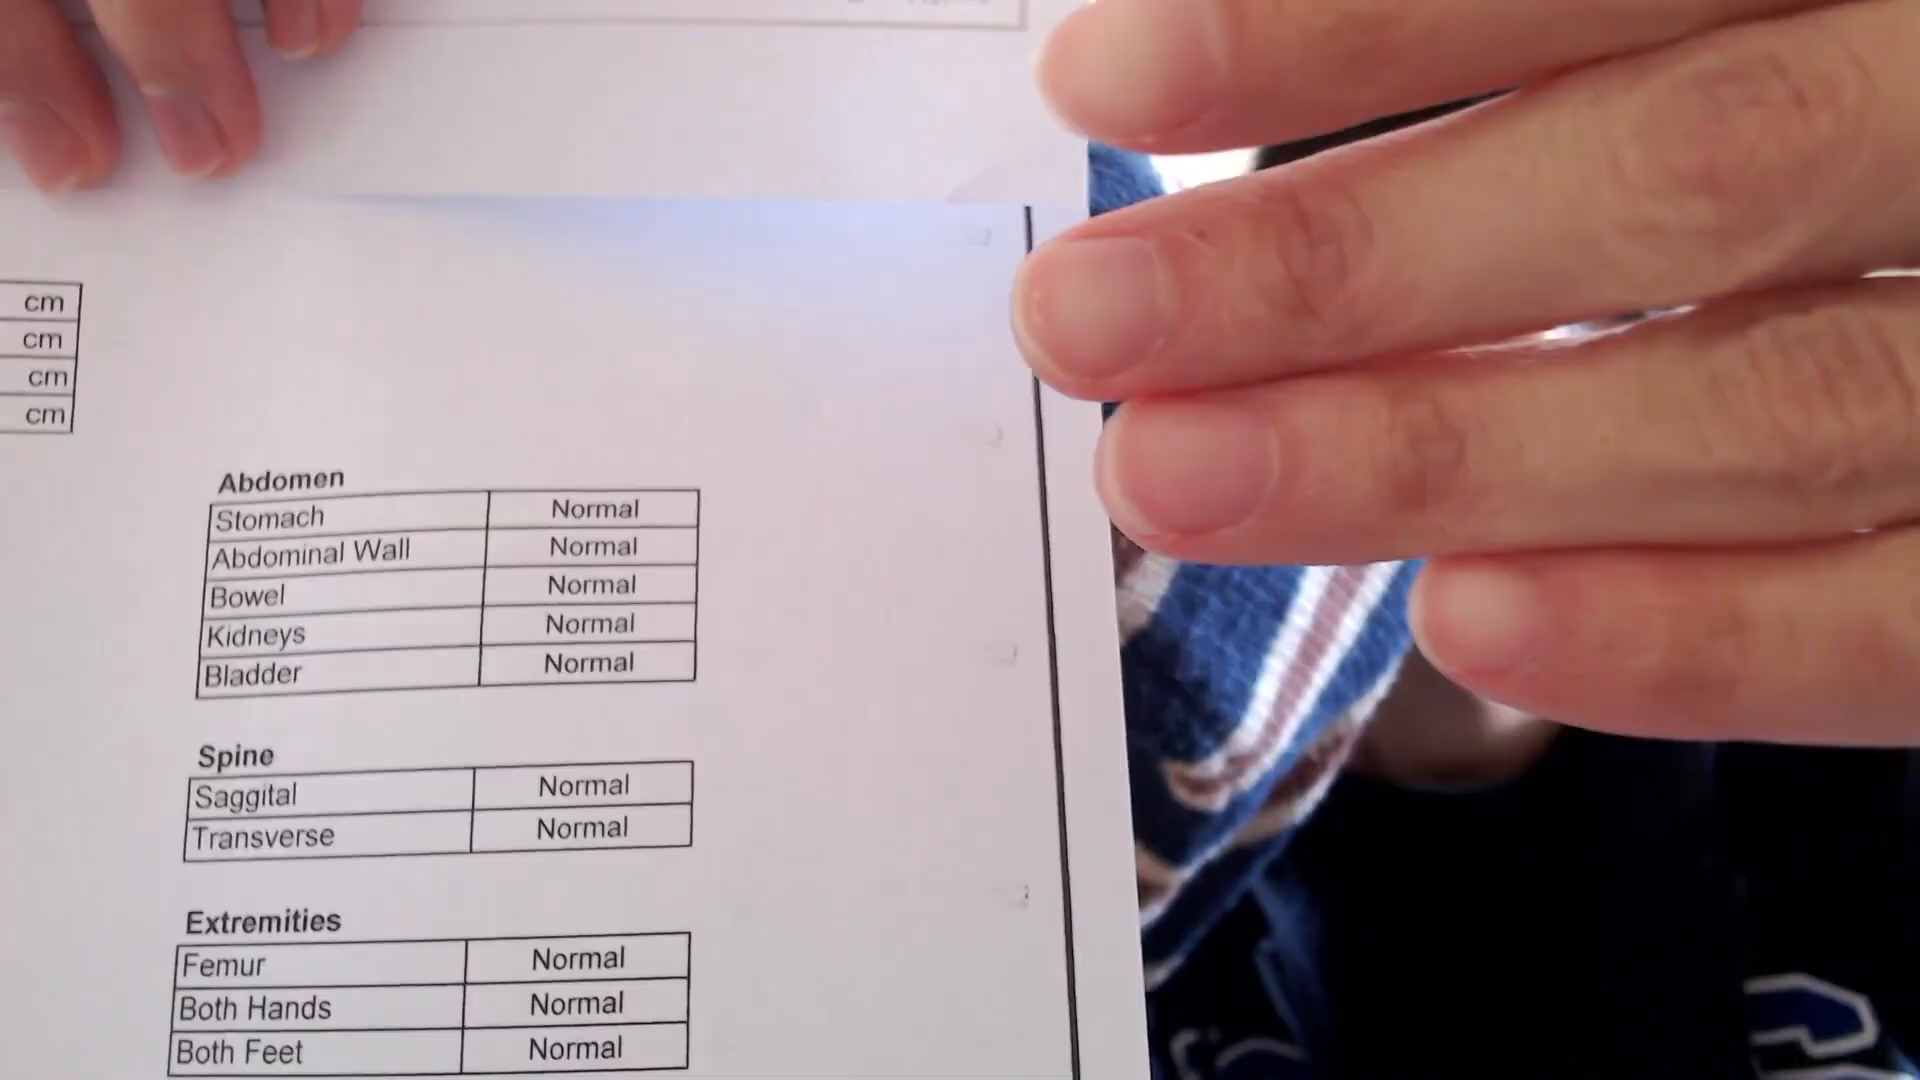 cm
cm
cm
cm
Abdomen
Stomach Normal
Abdominal Wall Normal
Bowel Normal
Kidneys Normal
Bladder Normal
Spine
Saggital Normal
Transverse Normal
Extremities
Femur Normal
Both Hands Normal
Both Feet Normal